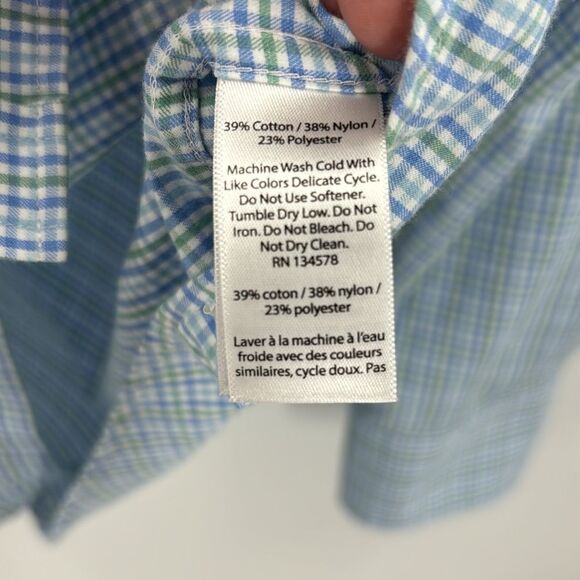 39% Cotton / 38% Nylon /
23% Polyester
Machine Wash Cold With
Like Colors Delicate Cycle.
Do Not Use Softener.
Tumble Dry Low. Do Not
Iron. Do Not Bleach. Do
Not Dry Clean.
RN 134578
39% coton / 38% nylon /
23% polyester
Laver à la machine à l'eau
froide avec des couleurs
similaires, cycle doux. Pas